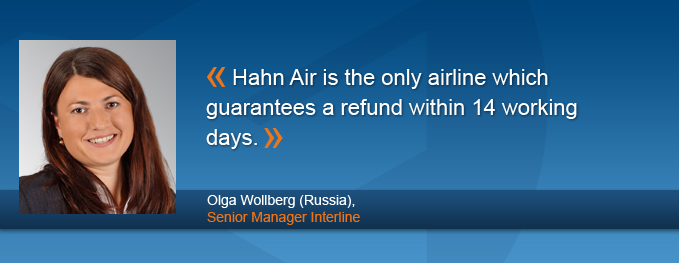 « Hahn Air is the only airline which
guarantees a refund within 14 working
days. »
Olga Wollberg (Russia),
Senior Manager Interline